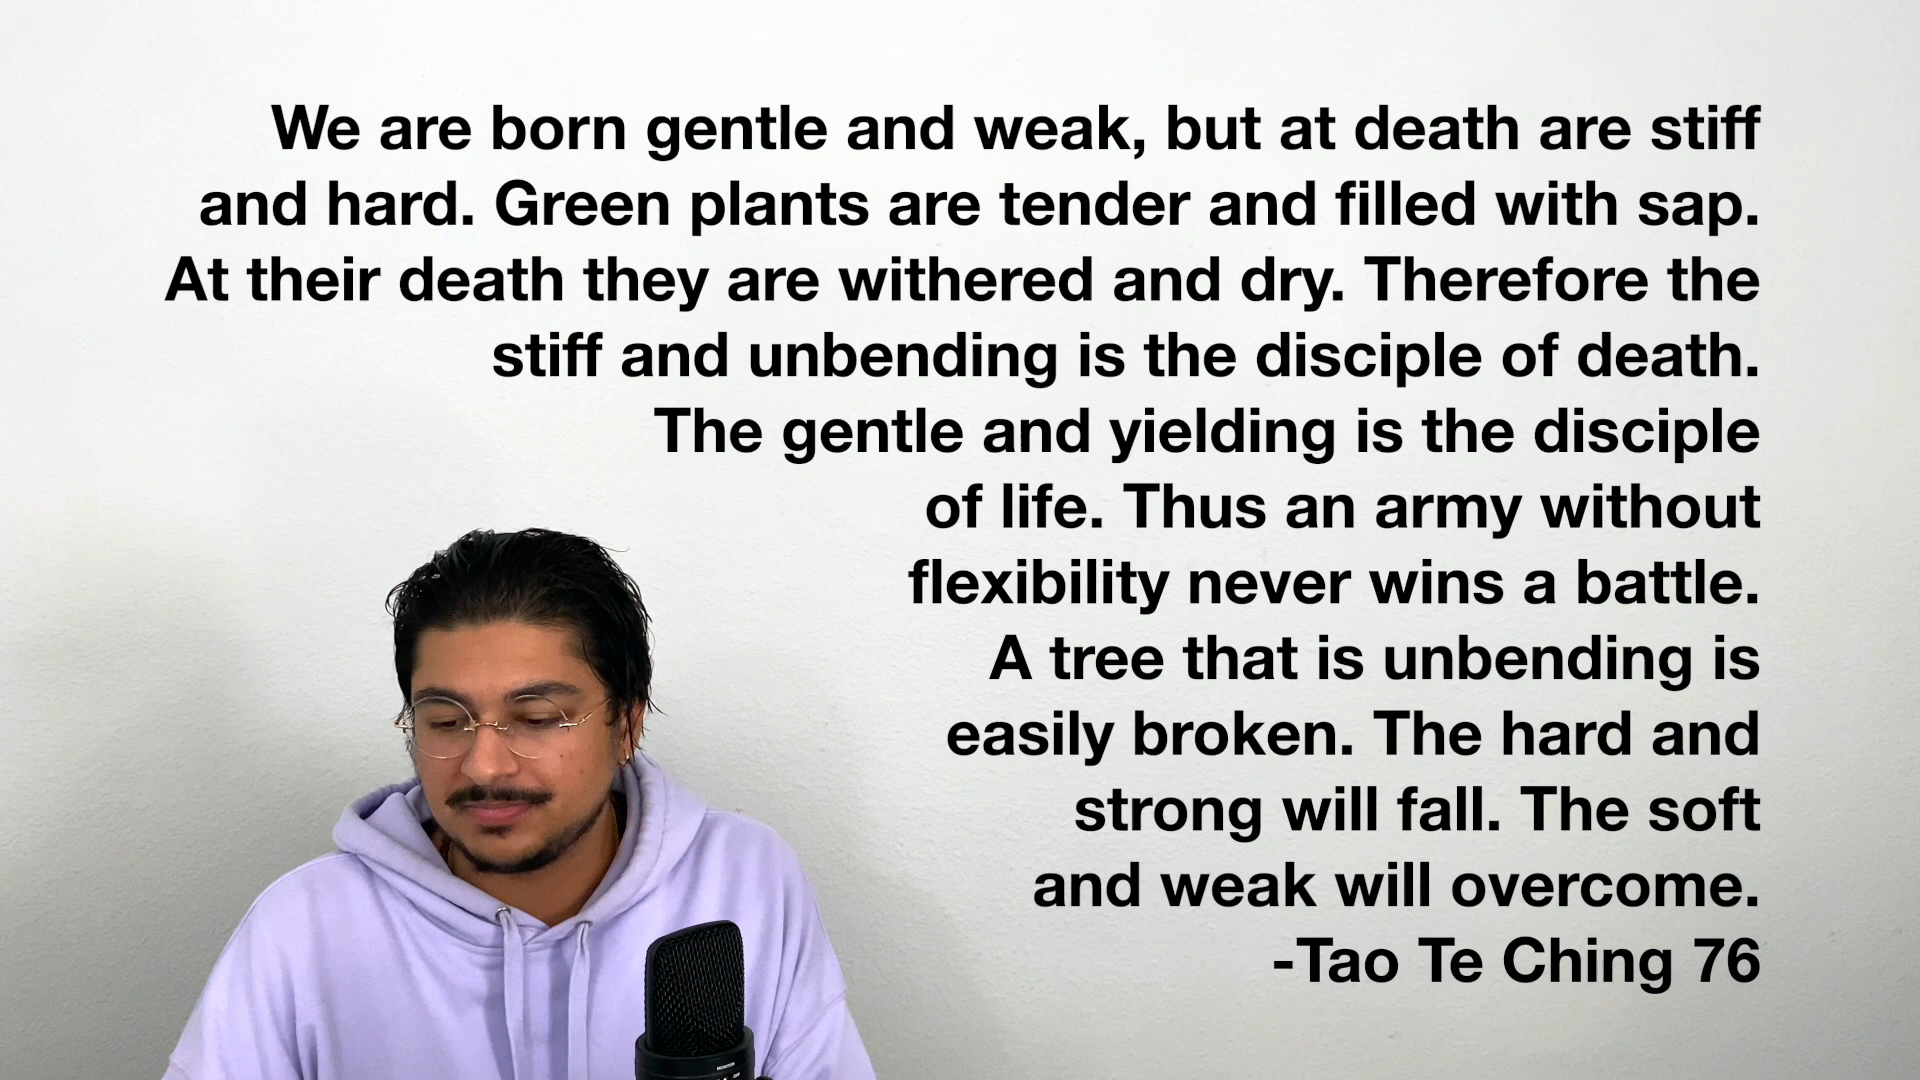 We are born gentle and weak, but at death are stiff
and hard. Green plants are tender and filled with sap.
At their death they are withered and dry. Therefore the
stiff and unbending is the disciple of death.
The gentle and yielding is the disciple
of life. Thus an army without
flexibility never wins a battle.
A tree that is unbending is
easily broken. The hard and
strong will fall. The soft
and weak will overcome.
-Tao Te Ching 76